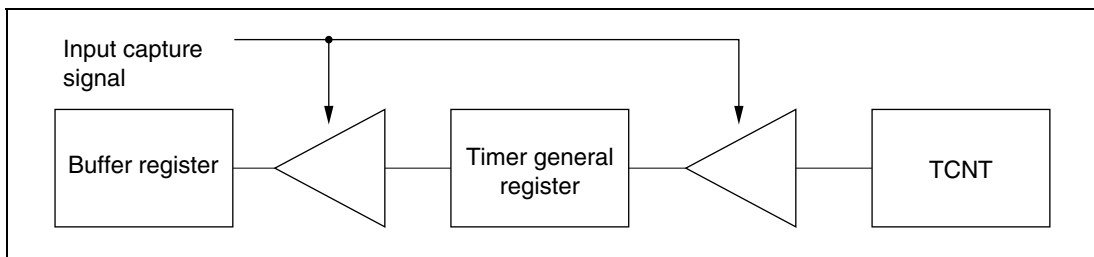 Input capture
signal
Buffer register
Timer general
register
TCNT